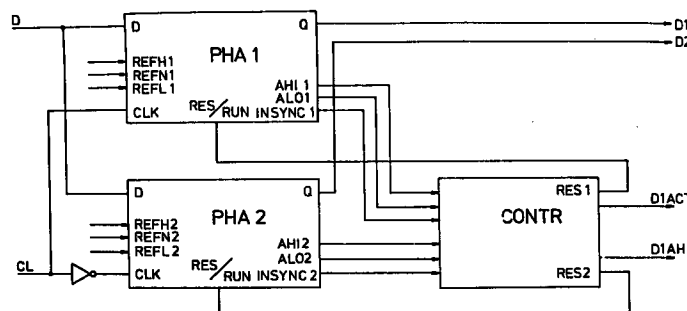 D
D
Q
D1
D2
PHA 1
REFH1
REFN1
REFL1
AHI 1
ALO1
CLK
RES/RUN
INSYNC 1
D
Q
PHA 2
REFH2
REFN2
REFL2
AHI2
ALO2
CL
CLK
RES/RUN
INSYNC 2
RES1
CONTR
D1ACT
D1AH
RES2